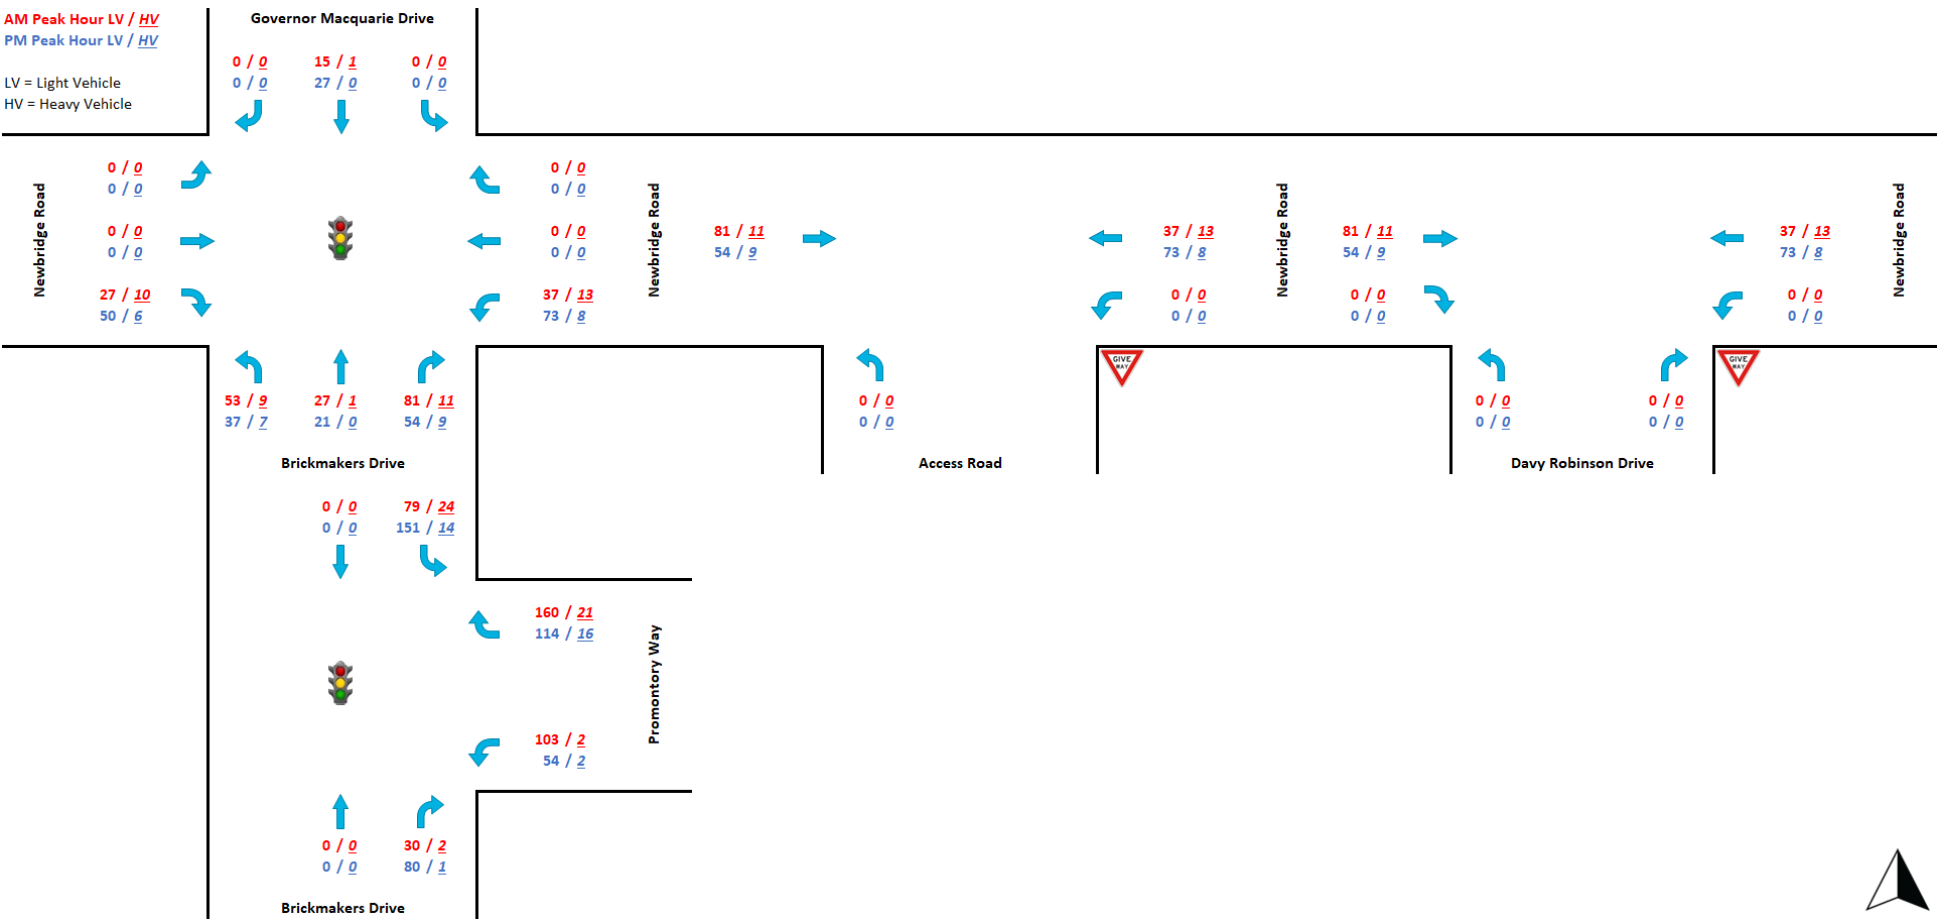 AM Peak Hour LV / HV
PM Peak Hour LV / HV
LV = Light Vehicle
HV = Heavy Vehicle
Governor Macquarie Drive
0 / 0 15 / 1 0 / 0
0 / 0 27 / 0 0 / 0
Newbridge Road
0 / 0
0 / 0
0 / 0
0 / 0
27 / 10
50 / 6
0 / 0
0 / 0
0 / 0
0 / 0
37 / 13
73 / 8
Newbridge Road
53 / 9 27 / 1 81 / 11
37 / 7 21 / 0 54 / 9
Brickmakers Drive
81 / 11
54 / 9
37 / 13
73 / 8
0 / 0
0 / 0
Newbridge Road
GIVE
WAY
0 / 0
0 / 0
Access Road
81 / 11
54 / 9
0 / 0
0 / 0
37 / 13
73 / 8
0 / 0
0 / 0
Newbridge Road
GIVE
WAY
0 / 0 0 / 0
0 / 0 0 / 0
Davy Robinson Drive
0 / 0 79 / 24
0 / 0 151 / 14
160 / 21
114 / 16
Promontory Way
103 / 2
54 / 2
0 / 0 30 / 2
0 / 0 80 / 1
Brickmakers Drive